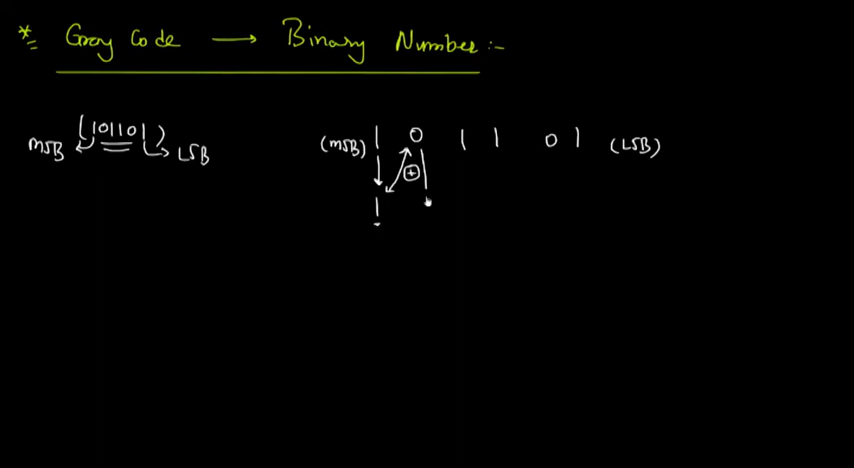 * Gray Code → Binary Number :-
MSB (101101) LSB
(MSB) 1 0 1 1 0 1 (LSB)
⊕
1